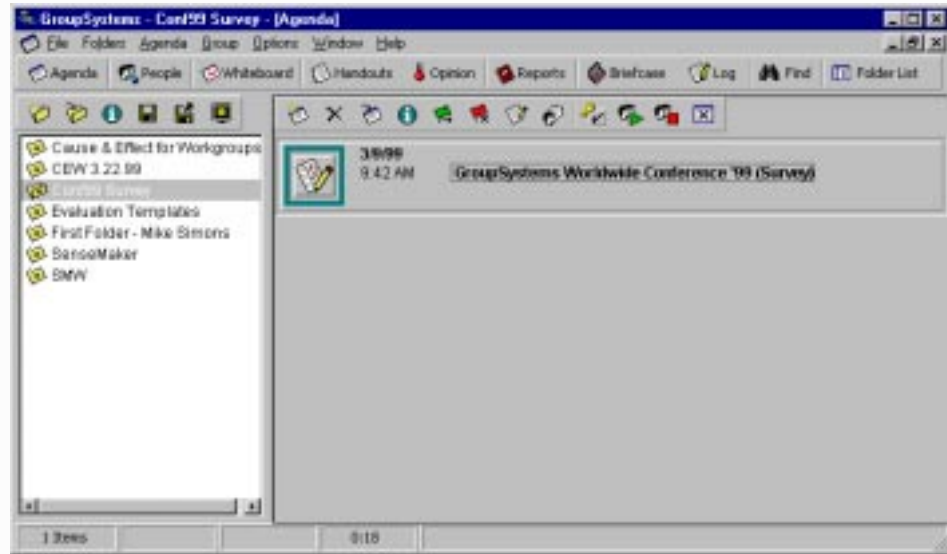 GroupSystems - Conf99 Survey - [Agenda]
File Folders Agenda Group Options Window Help
Agenda People Whiteboard Handouts Opinion Reports Briefcase Log Find Folder List
Cause & Effect for Workgroups
CEW 3.22.99
Conf99 Survey
Evaluation Templates
First Folder - Mike Simons
SenseMaker
SMW
3/9/99
9:42 AM GroupSystems Worldwide Conference '99 (Survey)
1 Items 0:18